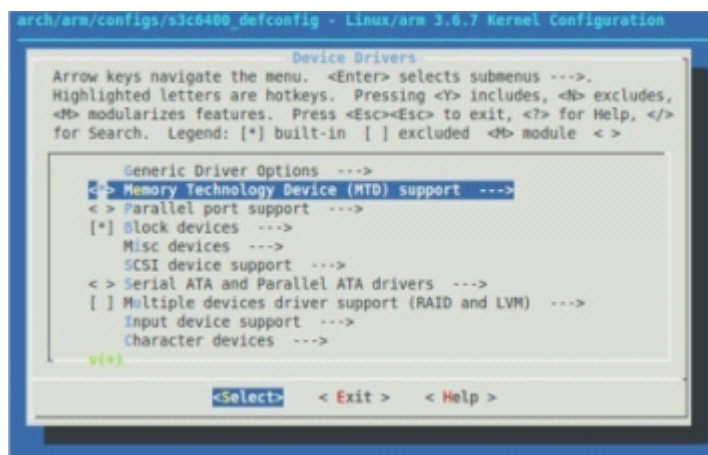 arch/arm/configs/s3c6400_defconfig - Linux/arm 3.6.7 Kernel Configuration
Device Drivers
Arrow keys navigate the menu. <Enter> selects submenus --->.
Highlighted letters are hotkeys. Pressing <Y> includes, <N> excludes,
<M> modularizes features. Press <Esc><Esc> to exit, <?> for Help, </>
for Search. Legend: [*] built-in [ ] excluded <M> module < >
Generic Driver Options --->
<*> Memory Technology Device (MTD) support --->
< > Parallel port support --->
[*] Block devices --->
Misc devices --->
SCSI device support --->
< > Serial ATA and Parallel ATA drivers --->
[ ] Multiple devices driver support (RAID and LVM) --->
Input device support --->
Character devices --->
v(+)
<Select> < Exit > < Help >